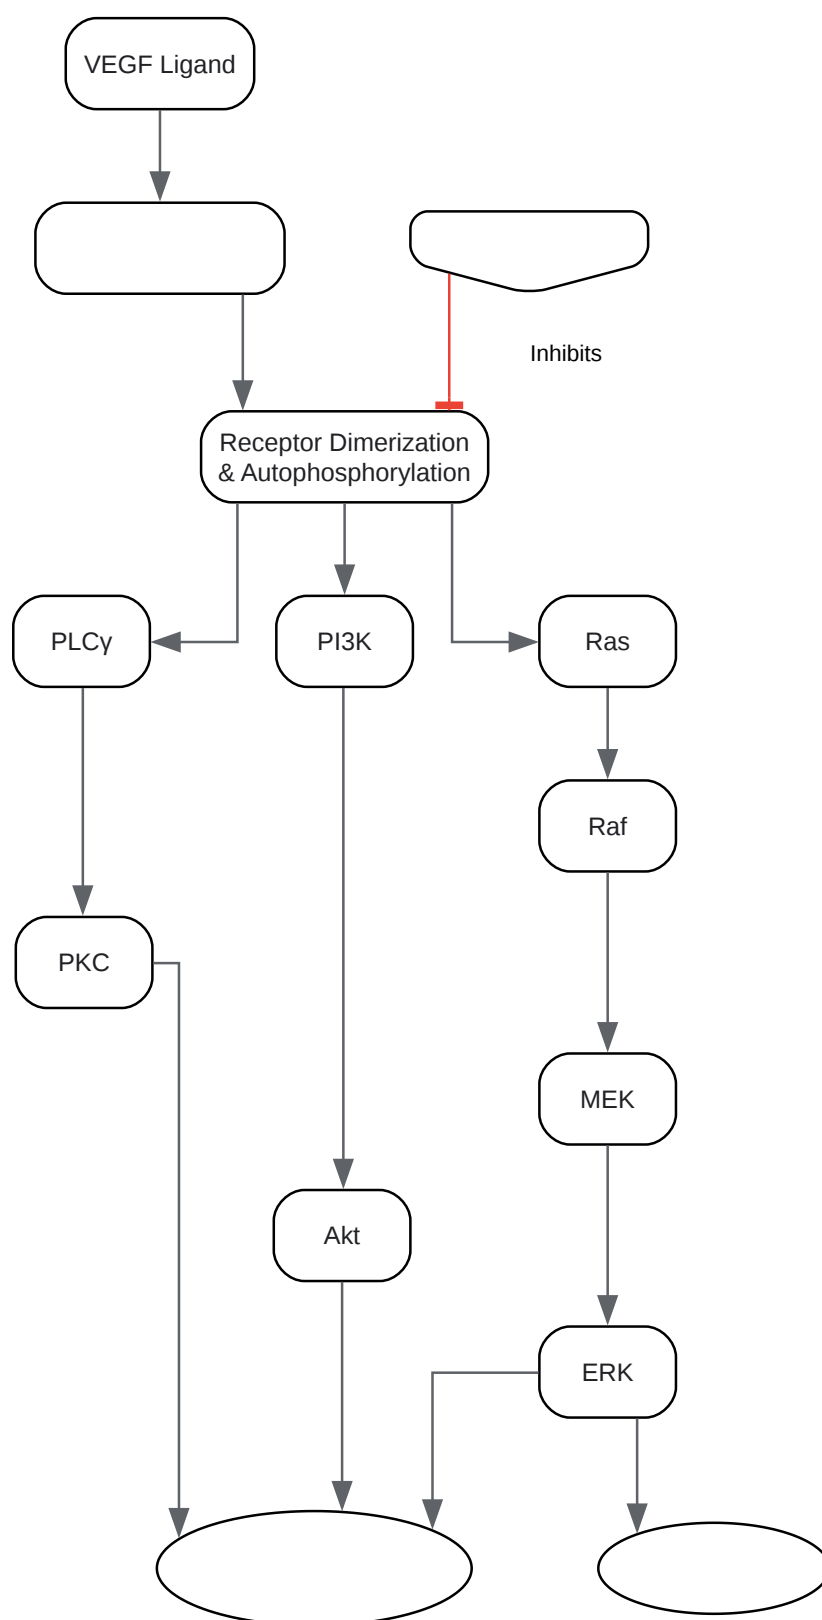 VEGF Ligand
Inhibits
Receptor Dimerization
& Autophosphorylation
PLCγ
PI3K
Ras
Raf
PKC
MEK
Akt
ERK